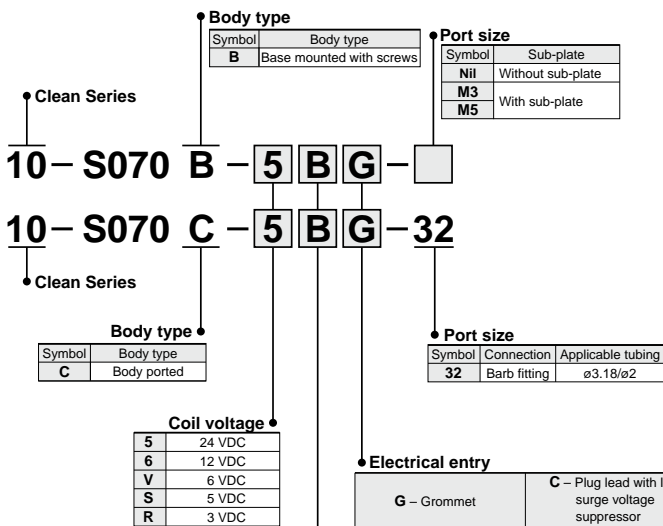 Body type
Symbol Body type
B Base mounted with screws
Port size
Symbol Sub-plate
Nil Without sub-plate
M3 With sub-plate
M5
Clean Series
10 – S070 B – 5 B G –
10 – S070 C – 5 B G – 32
Clean Series
Body type
Symbol Body type
C Body ported
Port size
Symbol Connection Applicable tubing
32 Barb fitting ø3.18/ø2
Coil voltage
5 24 VDC
6 12 VDC
V 6 VDC
S 5 VDC
R 3 VDC
Electrical entry
G – Grommet
C – Plug lead with
surge voltage
suppressor